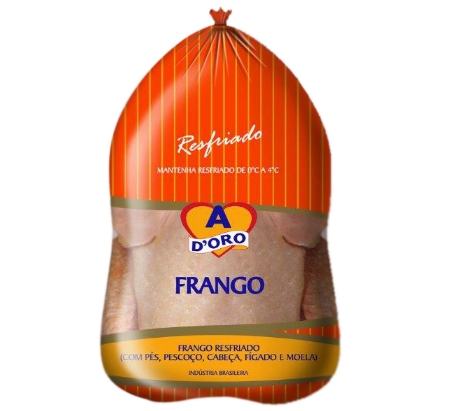 Resfriado
MANTENHA RESFRIADO DE 0°C A 4°C
A
D'ORO
FRANGO
FRANGO RESFRIADO
(COM PÉS, PESCOÇO, CABEÇA, FÍGADO E MOELA)
INDÚSTRIA BRASILEIRA